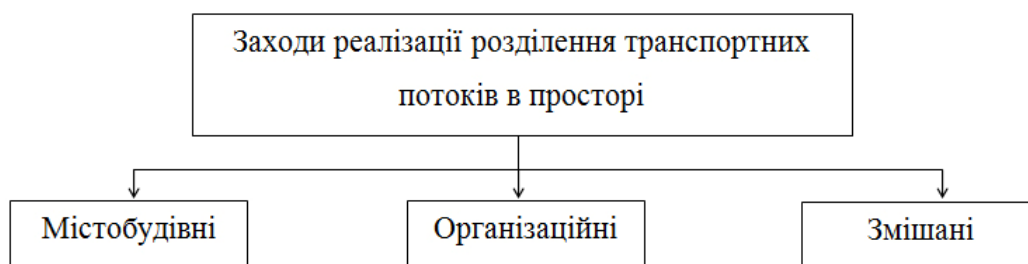 Заходи реалізації розділення транспортних
потоків в просторі
Містобудівні
Організаційні
Змішані